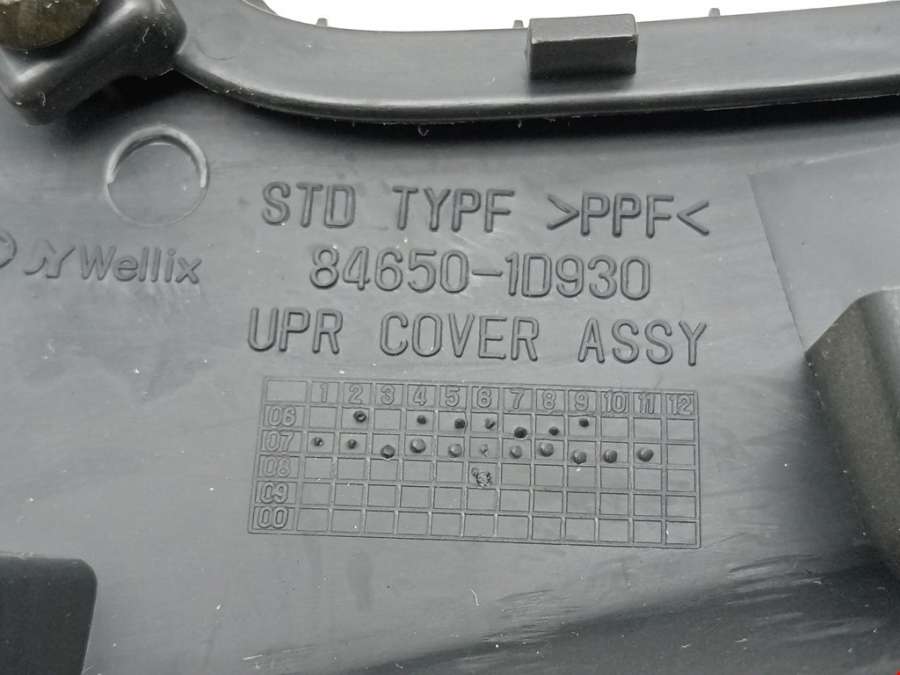 STD TYPF >PPF<
Wellix
84650-1D930
UPR COVER ASSY
1 2 3 4 5 6 7 8 9 10 11 12
06
07
08
09
00